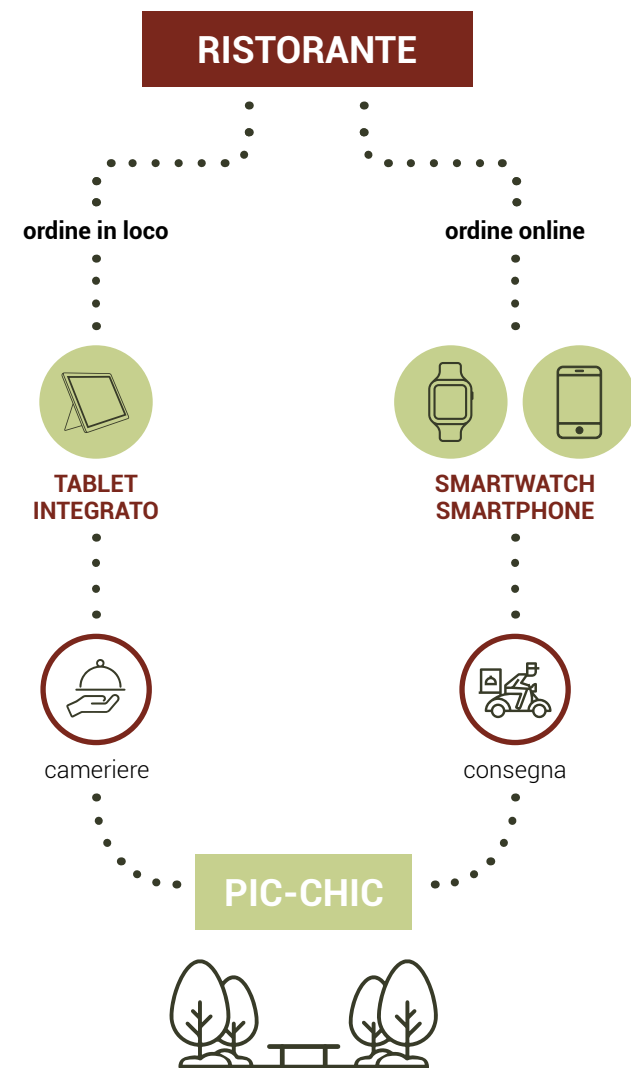 RISTORANTE
ordine in loco
ordine online
TABLET
INTEGRATO
SMARTWATCH
SMARTPHONE
cameriere
consegna
PIC-CHIC